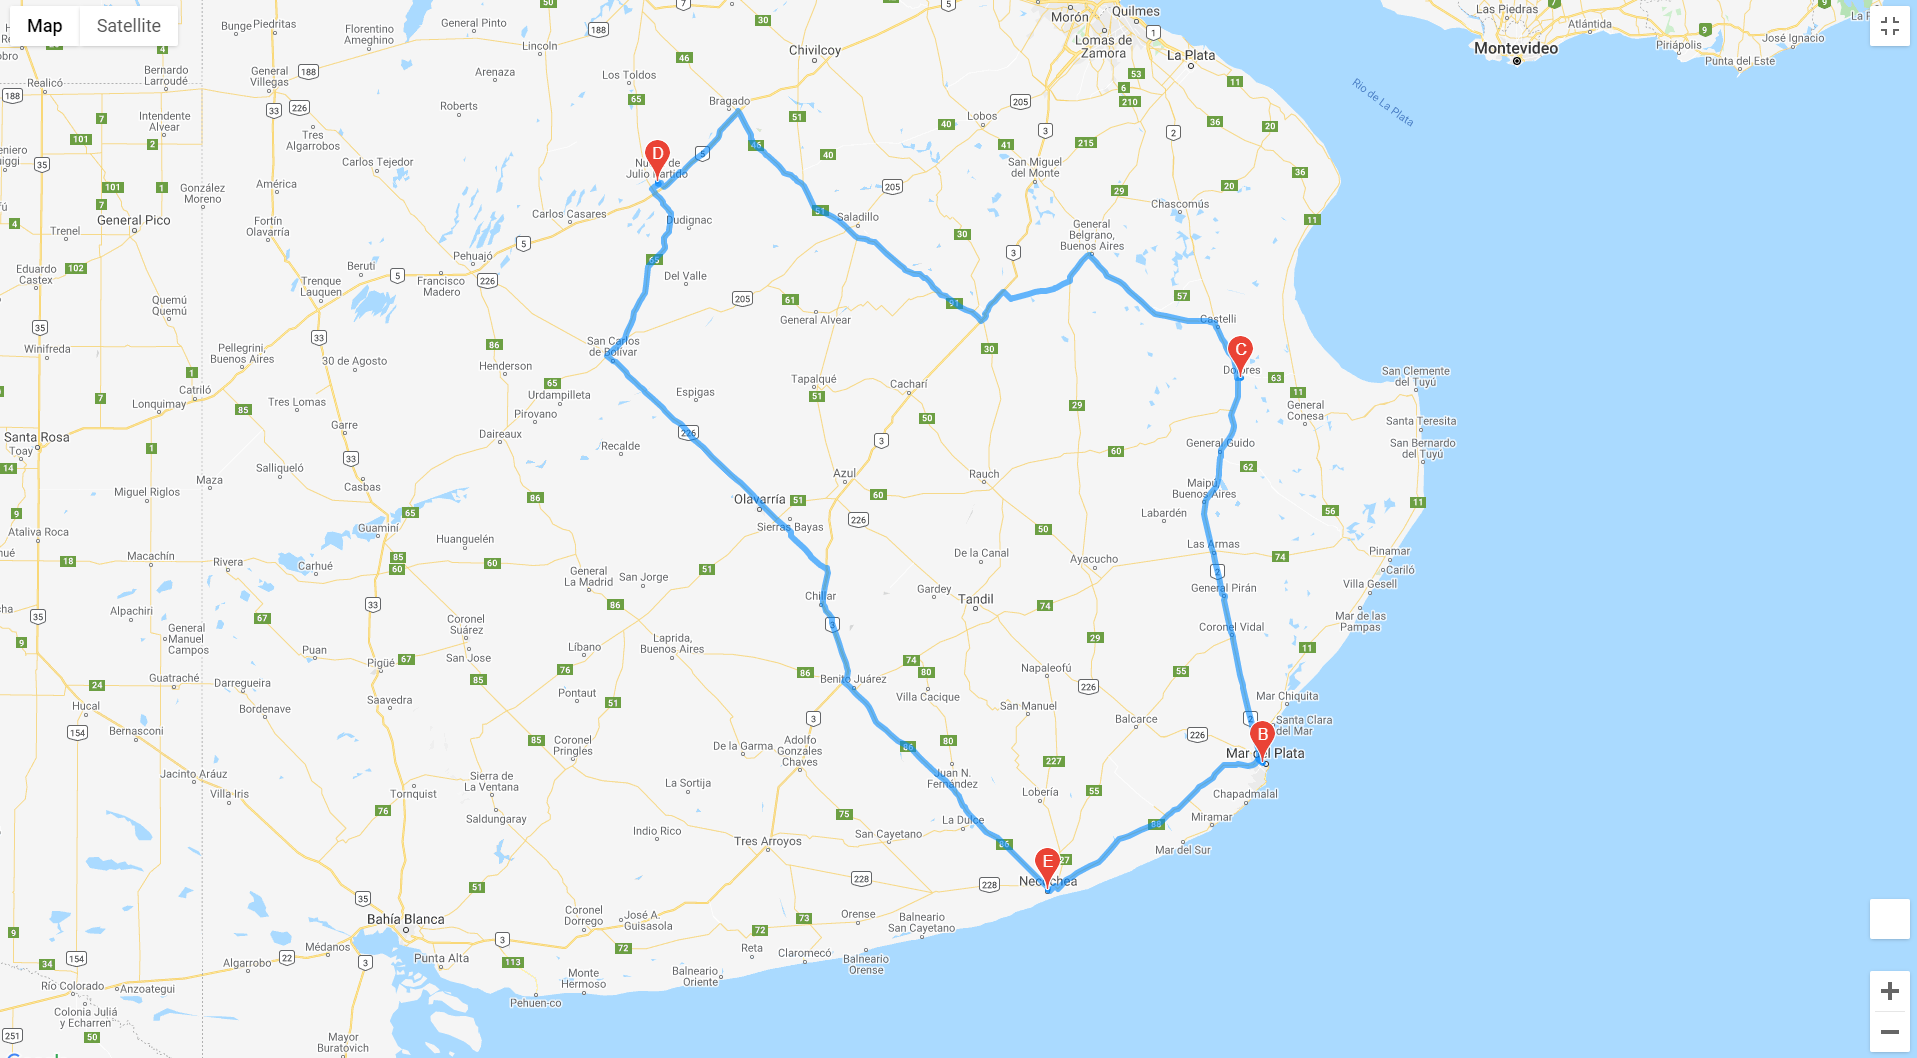 Map
Satellite
Bunge
Piedritas
Florentino
Ameghino
General Pinto
Lincoln
Arenaza
Los Toldos
Chivilcoy
Morón
Quilmes
Lomas de
Zamora
La Plata
Las Piedras
Montevideo
Atlántida
Piriápolis
José Ignacio
Punta del Este
Realicó
Bernardo
Larroudé
General
Villegas
Roberts
Bragado
Lobos
Rio de La Plata
Intendente
Alvear
Tres
Algarrobos
Carlos Tejedor
D
Julio Partido
San Miguel
del Monte
General Pico
González
Moreno
América
Fortín
Olavarría
Carlos Casares
Dudignac
Saladillo
Chascomús
General
Belgrano,
Buenos Aires
Trenel
Eduardo
Castex
Quemú
Quemú
Beruti
Trenque
Lauquen
Pehuajó
Francisco
Madero
Del Valle
General Alvear
Castelli
Winifreda
Pellegrini,
Buenos Aires
30 de Agosto
Henderson
San Carlos
de Bolívar
C
Dolores
Catriló
Lonquimay
Tres Lomas
Urdampilleta
Pirovano
Espigas
Tapalqué
Cacharí
General
Conesa
San Clemente
del Tuyú
Santa Teresita
San Bernardo
del Tuyú
Santa Rosa
Toay
Garre
Daireaux
Recalde
General Guido
Salliqueló
Maza
Miguel Riglos
Casbas
Azul
Rauch
Maipú,
Buenos Aires
Labardén
Olavarría
Sierras Bayas
Ataliva Roca
Guaminí
Huanguelén
Macachín
Rivera
Carhué
General
La Madrid
San Jorge
De la Canal
Ayacucho
Las Armas
Pinamar
Cariló
Villa Gesell
General Pirán
Chillar
Gardey
Tandil
Alpachiri
General
Manuel
Campos
Coronel
Suárez
San Jose
Puan
Pigüé
Líbano
Laprida,
Buenos Aires
Coronel Vidal
Mar de las
Pampas
Guatraché
Darregueira
Saavedra
Pontaut
Benito Juárez
Villa Cacique
Napaleofú
San Manuel
Balcarce
Mar Chiquita
Santa Clara
del Mar
Hucal
Bernasconi
Bordenave
Coronel
Pringles
De la Garma
Adolfo
Gonzáles
Chaves
B
Mar del Plata
Jacinto Aráuz
Villa Iris
Tornquist
Sierra de
La Ventana
La Sortija
Juan N.
Fernández
Lobería
Chapadmalal
Miramar
Mar del Sur
Saldungaray
Indio Rico
Tres Arroyos
San Cayetano
La Dulce
E
Necochea
Bahía Blanca
Coronel
Dorrego
José A.
Guisasola
Orense
Balneario
San Cayetano
Médanos
Algarrobo
Punta Alta
Reta
Claromecó
Balneario
Orense
Monte
Hermoso
Balneario
Oriente
Pehuen-co
Río Colorado
Anzoategui
Colonia Juliá
y Echarren
Mayor
Buratovich